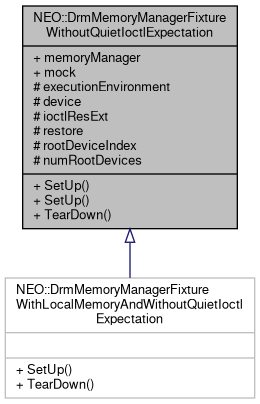 NEO::DrmMemoryManagerFixture
WithoutQuietIoctlExpectation
+ memoryManager
+ mock
# executionEnvironment
# device
# ioctlResExt
# restore
# rootDeviceIndex
# numRootDevices
+ SetUp()
+ SetUp()
+ TearDown()
NEO::DrmMemoryManagerFixture
WithLocalMemoryAndWithoutQuietIoctl
Expectation
+ SetUp()
+ TearDown()